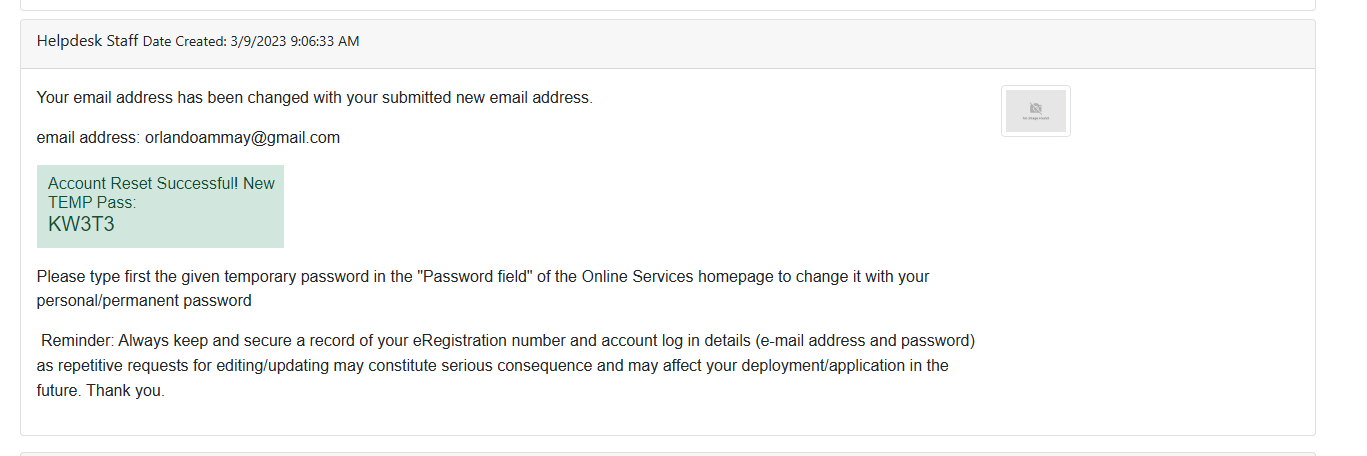 Helpdesk Staff Date Created: 3/9/2023 9:06:33 AM
Your email address has been changed with your submitted new email address.
email address: orlandoammay@gmail.com
Account Reset Successful! New
TEMP Pass:
KW3T3
Please type first the given temporary password in the "Password field" of the Online Services homepage to change it with your
personal/permanent password
Reminder: Always keep and secure a record of your eRegistration number and account log in details (e-mail address and password)
as repetitive requests for editing/updating may constitute serious consequence and may affect your deployment/application in the
future. Thank you.